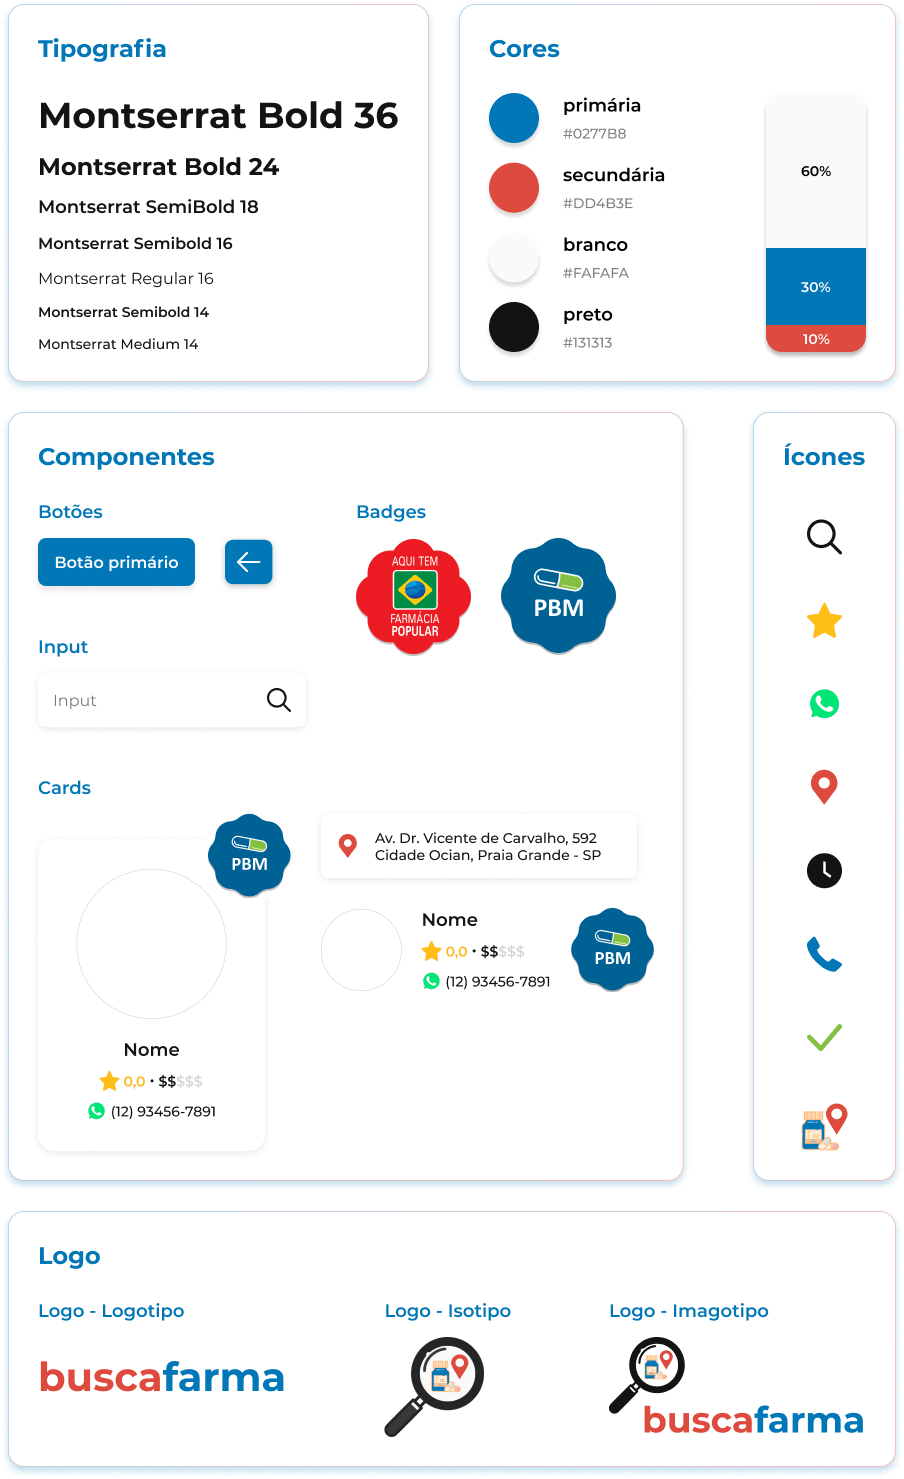 Tipografia
Montserrat Bold 36
Montserrat Bold 24
Montserrat SemiBold 18
Montserrat Semibold 16
Montserrat Regular 16
Montserrat Semibold 14
Montserrat Medium 14
Cores
primária
#0277B8
secundária
#DD4B3E
branco
#FAFAFA
preto
#131313
60%
30%
10%
Componentes
Botões
Botão primário
Badges
AQUI TEM
FARMÁCIA
POPULAR
PBM
Input
Input
Cards
PBM
Nome
0,0 • $$$$$
(12) 93456-7891
Av. Dr. Vicente de Carvalho, 592
Cidade Ocian, Praia Grande - SP
Nome
0,0 • $$$$$
(12) 93456-7891
PBM
Ícones
Logo
Logo - Logotipo
buscafarma
Logo - Isotipo
Logo - Imagotipo
buscafarma